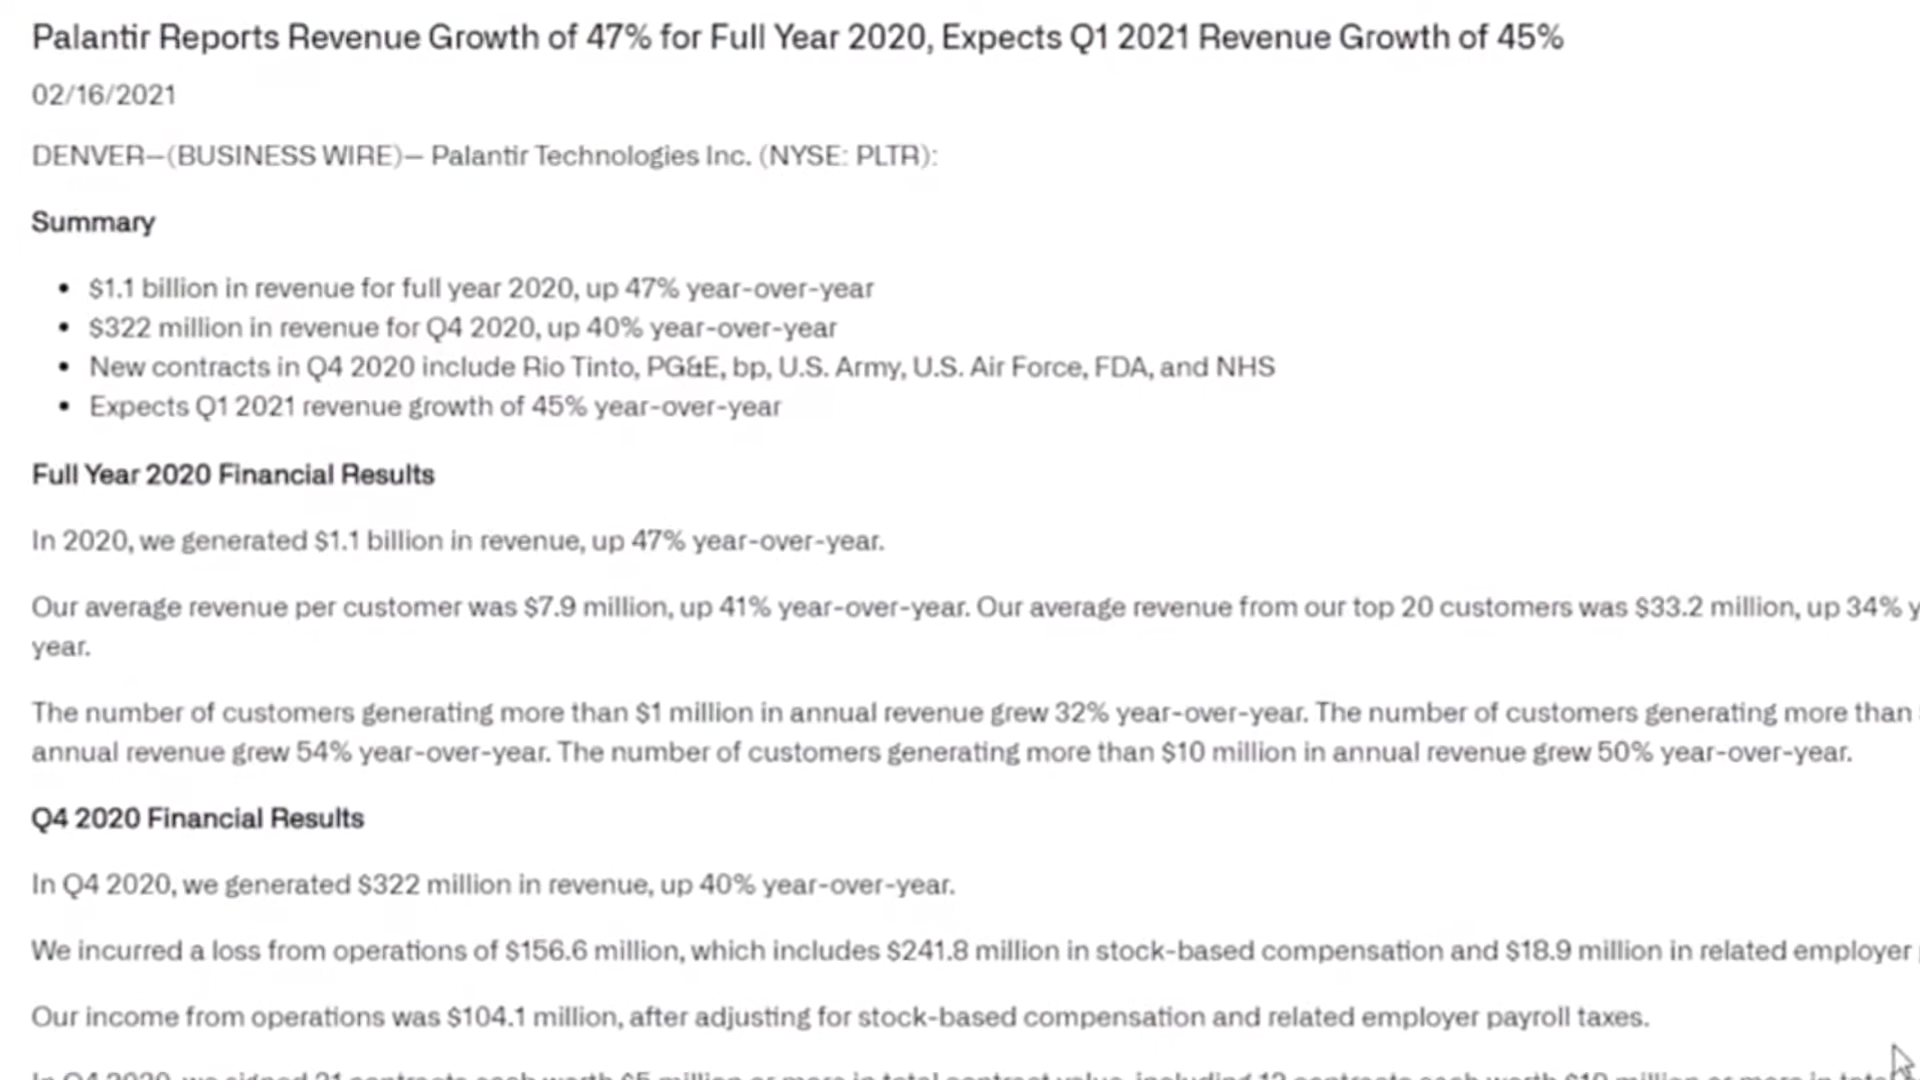 Palantir Reports Revenue Growth of 47% for Full Year 2020, Expects Q1 2021 Revenue Growth of 45%
02/16/2021
DENVER—(BUSINESS WIRE)— Palantir Technologies Inc. (NYSE: PLTR):
Summary
• $1.1 billion in revenue for full year 2020, up 47% year-over-year
• $322 million in revenue for Q4 2020, up 40% year-over-year
• New contracts in Q4 2020 include Rio Tinto, PG&E, bp, U.S. Army, U.S. Air Force, FDA, and NHS
• Expects Q1 2021 revenue growth of 45% year-over-year
Full Year 2020 Financial Results
In 2020, we generated $1.1 billion in revenue, up 47% year-over-year.
Our average revenue per customer was $7.9 million, up 41% year-over-year. Our average revenue from our top 20 customers was $33.2 million, up 34% y
year.
The number of customers generating more than $1 million in annual revenue grew 32% year-over-year. The number of customers generating more than
annual revenue grew 54% year-over-year. The number of customers generating more than $10 million in annual revenue grew 50% year-over-year.
Q4 2020 Financial Results
In Q4 2020, we generated $322 million in revenue, up 40% year-over-year.
We incurred a loss from operations of $156.6 million, which includes $241.8 million in stock-based compensation and $18.9 million in related employer
Our income from operations was $104.1 million, after adjusting for stock-based compensation and related employer payroll taxes.